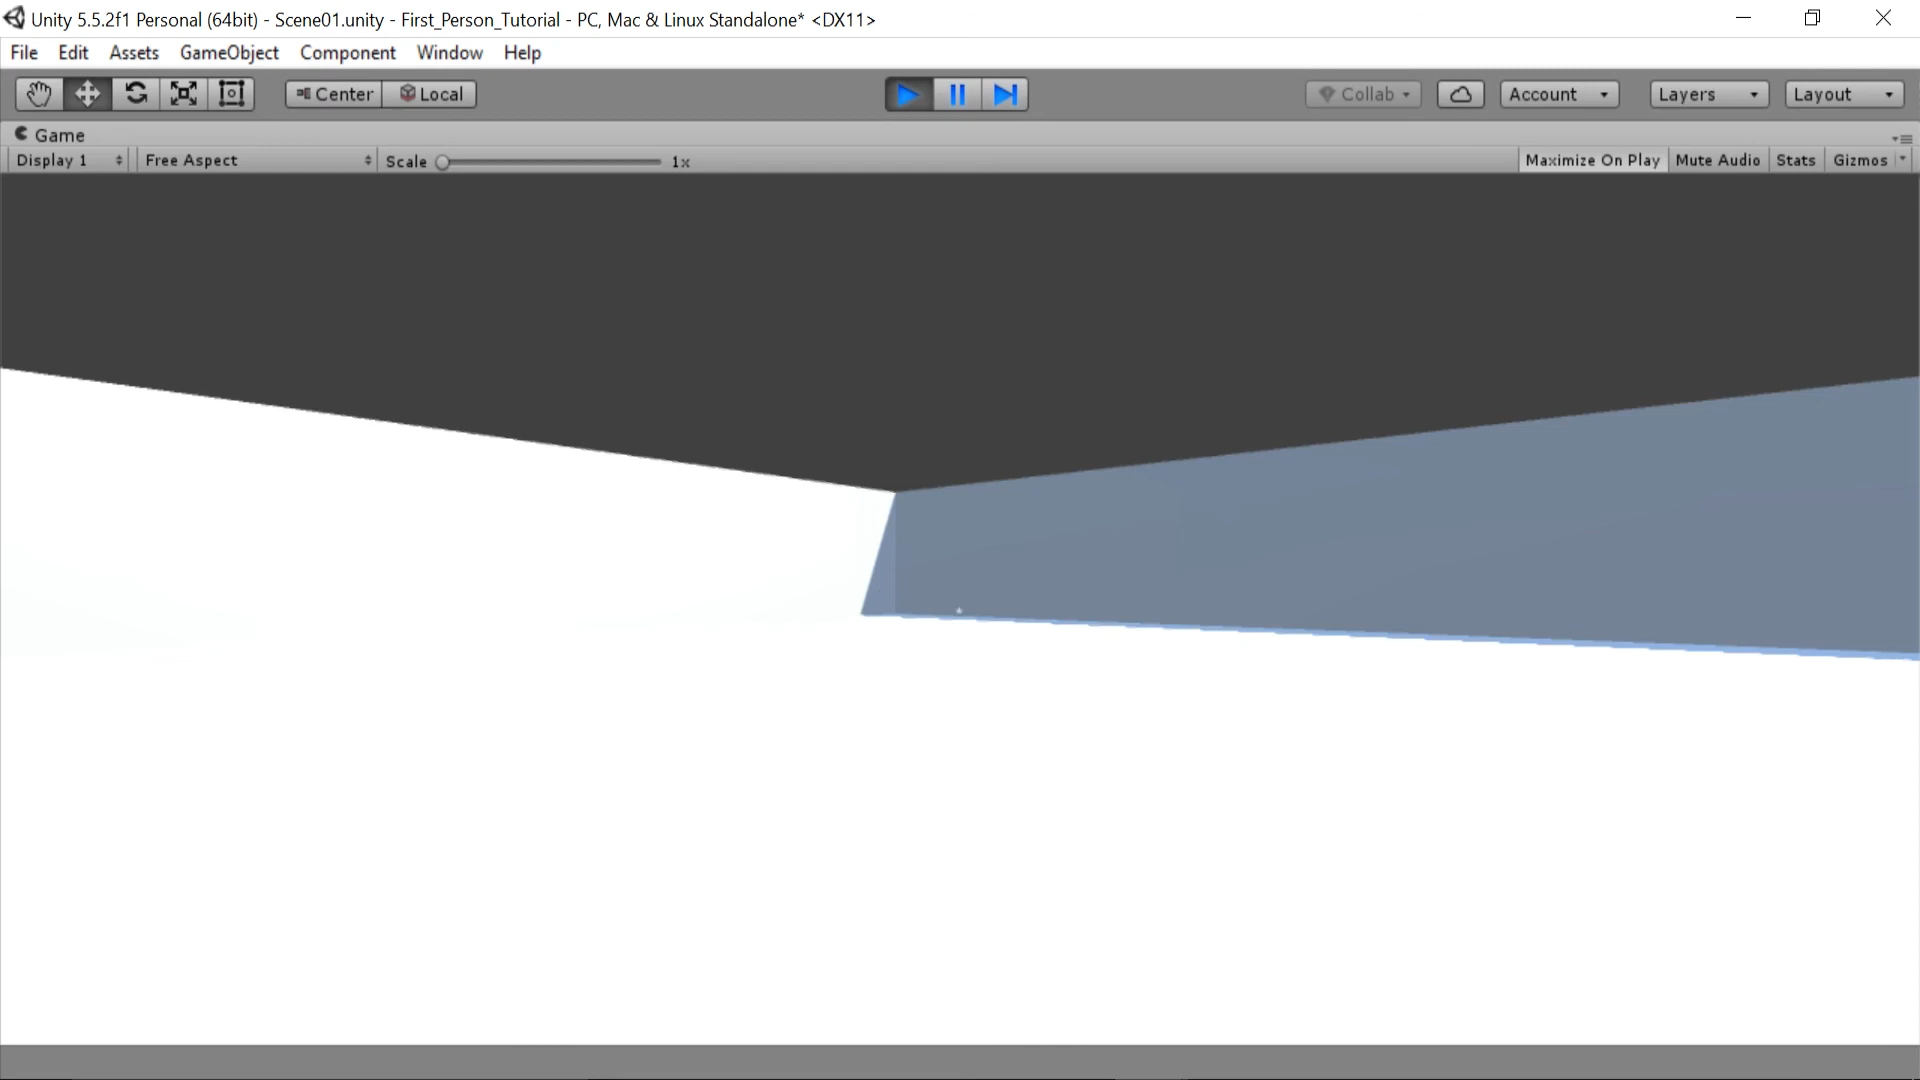 Unity 5.5.2f1 Personal (64bit) - Scene01.unity - First_Person_Tutorial - PC, Mac & Linux Standalone* <DX11>
File Edit Assets GameObject Component Window Help
Center Local Collab Account Layers Layout
Game
Display 1 Free Aspect Scale 1x Maximize On Play Mute Audio Stats Gizmos